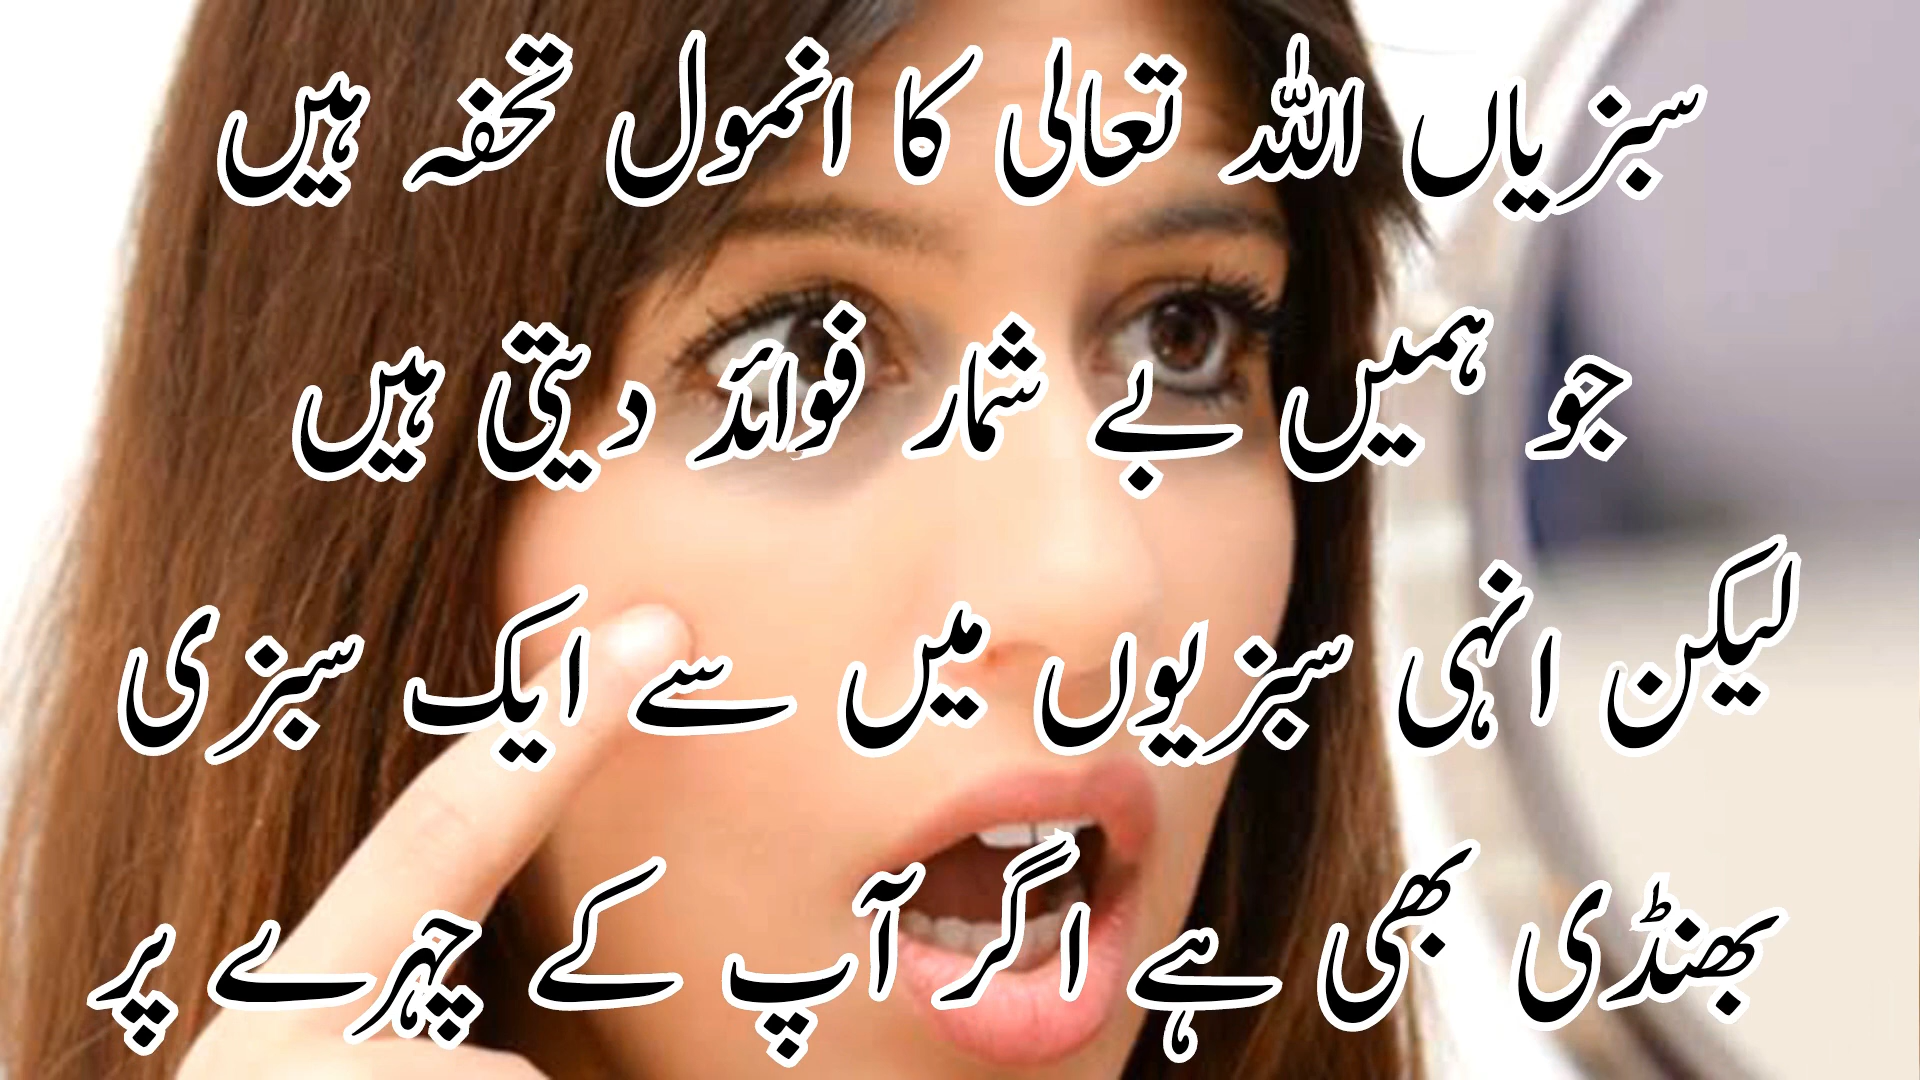 سبزیاں اللہ تعالی کا انمول تحفہ ہیں
جو ہمیں بے شمار فوائد دیتی ہیں
لیکن انہی سبزیوں میں سے ایک سبزی
بھنڈی بھی ہے اگر آپ کے چہرے پر